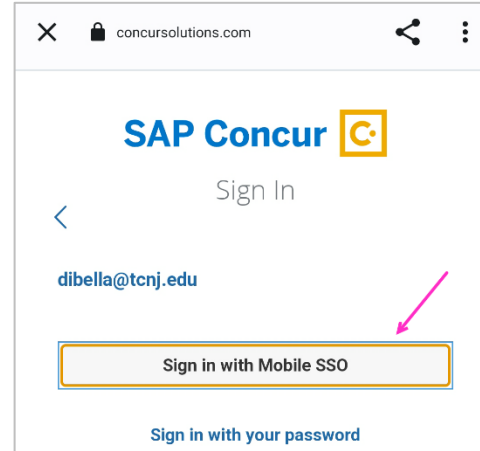 concursolutions.com
SAP Concur C
Sign In
dibella@tcnj.edu
Sign in with Mobile SSO
Sign in with your password